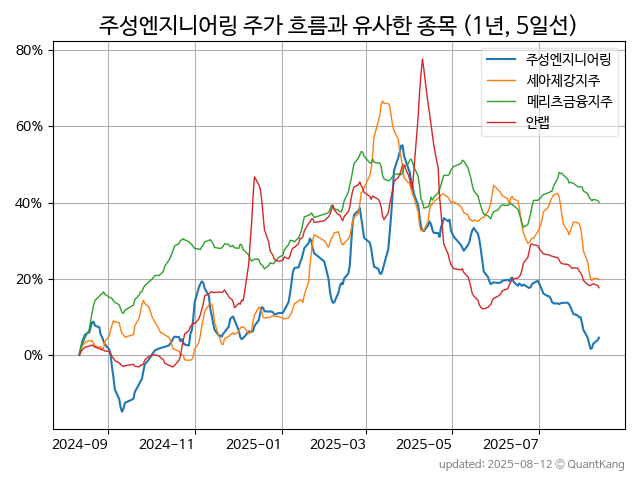 주성엔지니어링 주가 흐름과 유사한 종목 (1년, 5일선)
80%
60%
40%
20%
0%
주성엔지니어링
세아제강지주
메리츠금융지주
안랩
2024-09
2024-11
2025-01
2025-03
2025-05
2025-07
updated: 2025-08-12 © QuantKang